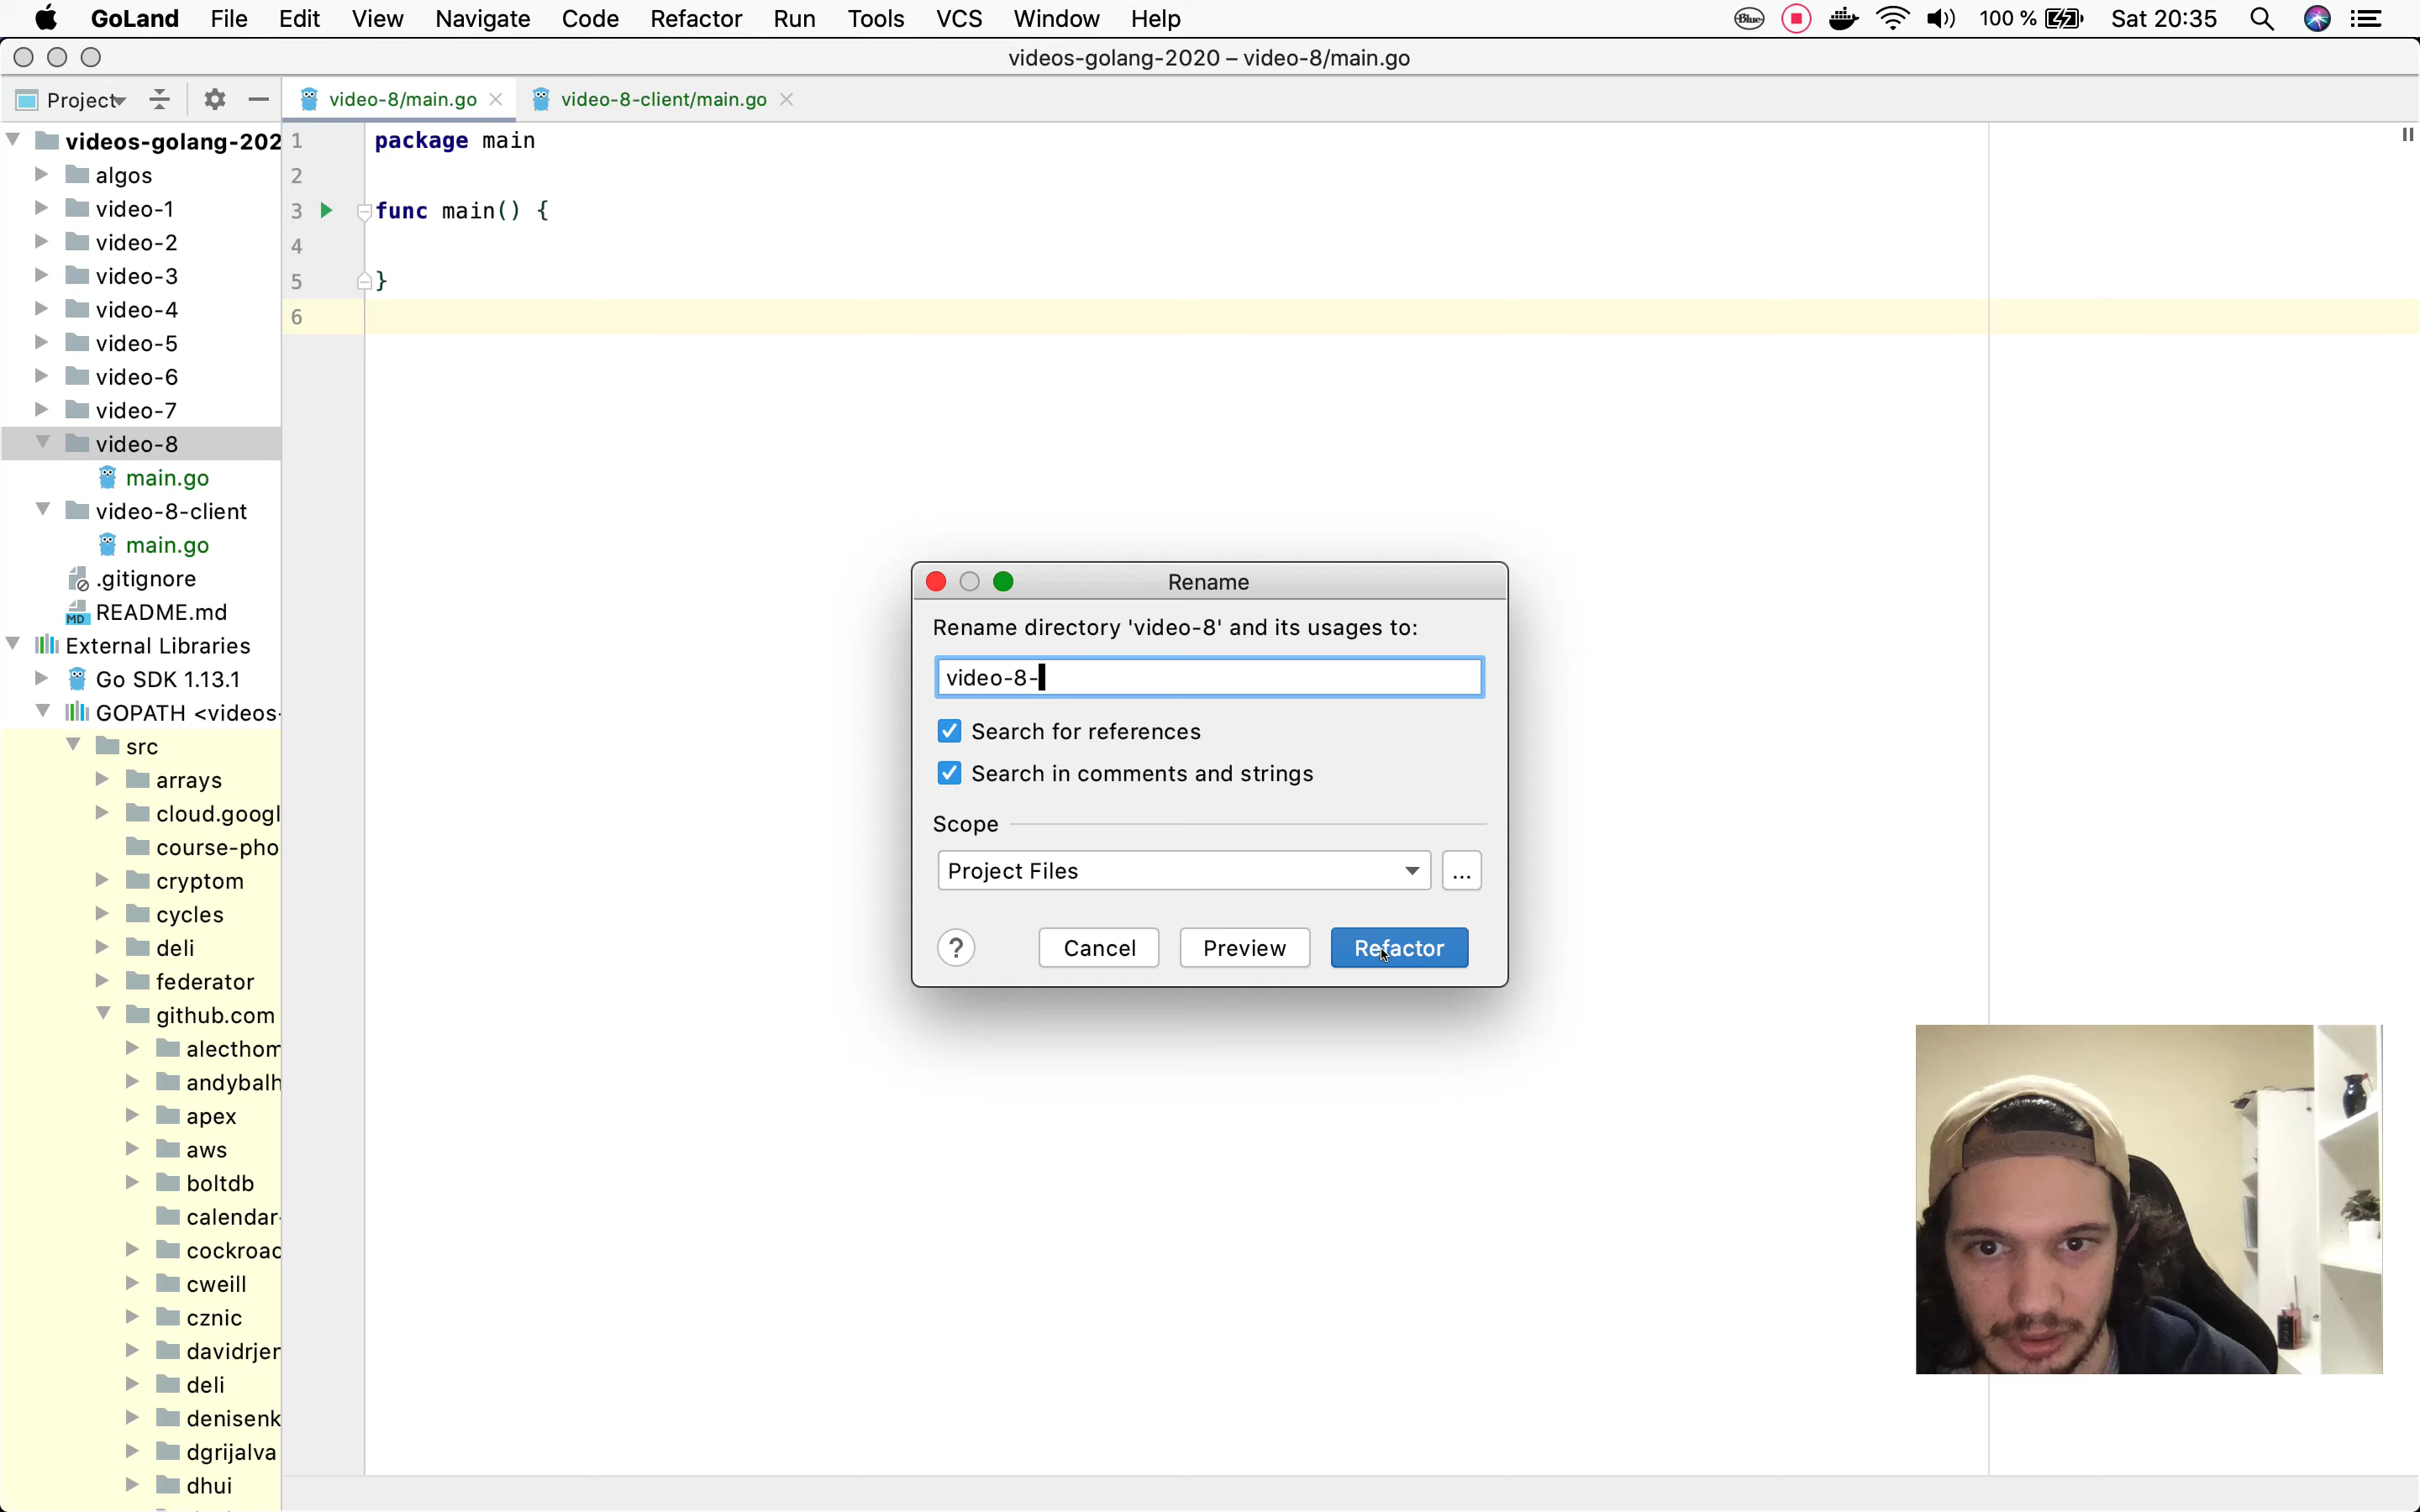 GoLand File Edit View Navigate Code Refactor Run Tools VCS Window Help Blue 100 % Sat 20:35
videos-golang-2020 – video-8/main.go
Project video-8/main.go video-8-client/main.go
videos-golang-202
algos
video-1
video-2
video-3
video-4
video-5
video-6
video-7
video-8
main.go
video-8-client
main.go
.gitignore
MD README.md
External Libraries
Go SDK 1.13.1
GOPATH <videos-
src
arrays
cloud.googl
course-pho
cryptom
cycles
deli
federator
github.com
alecthom
andybalh
apex
aws
boltdb
calendar-
cockroac
cweill
cznic
davidrjer
deli
denisenk
dgrijalva
dhui
1 package main
2
3 func main() {
4
5 }
6
Rename
Rename directory 'video-8' and its usages to:
video-8-
Search for references
Search in comments and strings
Scope
Project Files ...
? Cancel Preview Refactor